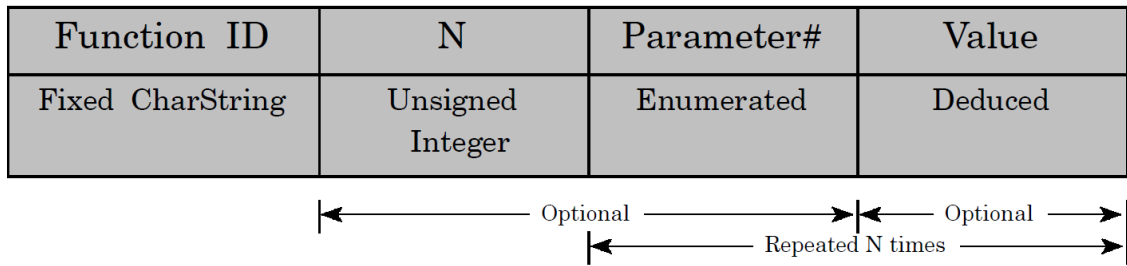 Function ID N Parameter# Value
Fixed CharString Unsigned Integer Enumerated Deduced
Optional Optional
Repeated N times